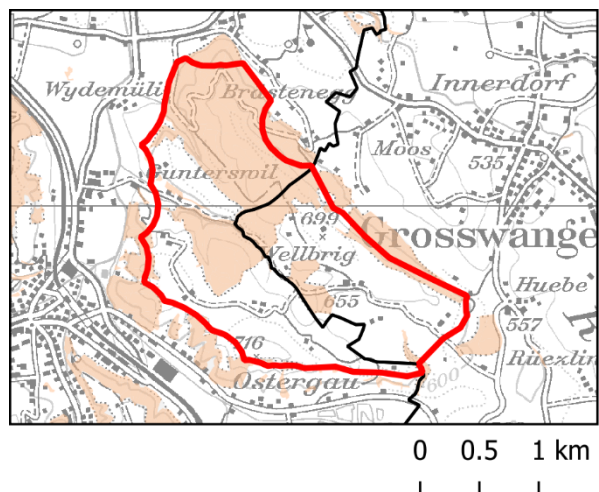 Wydemüli
Brästenegg
Innerdorf
Moos
535
Gunterswil
699
Grosswange
Wellbrig
Huebe
655
557
716
Rüezlin
Ostergau
600
0 0.5 1 km